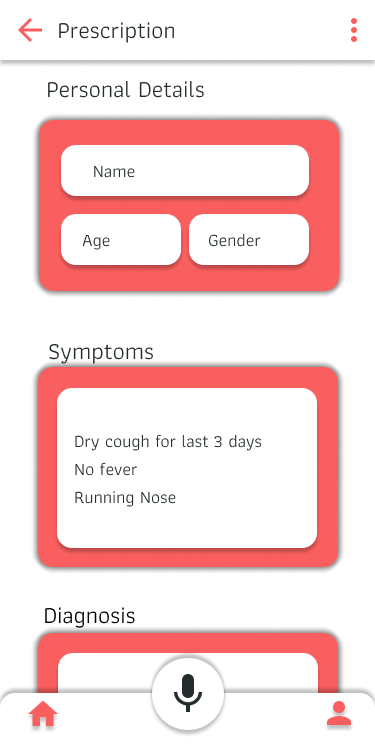 Prescription
Personal Details
Name
Age
Gender
Symptoms
Dry cough for last 3 days
No fever
Running Nose
Diagnosis